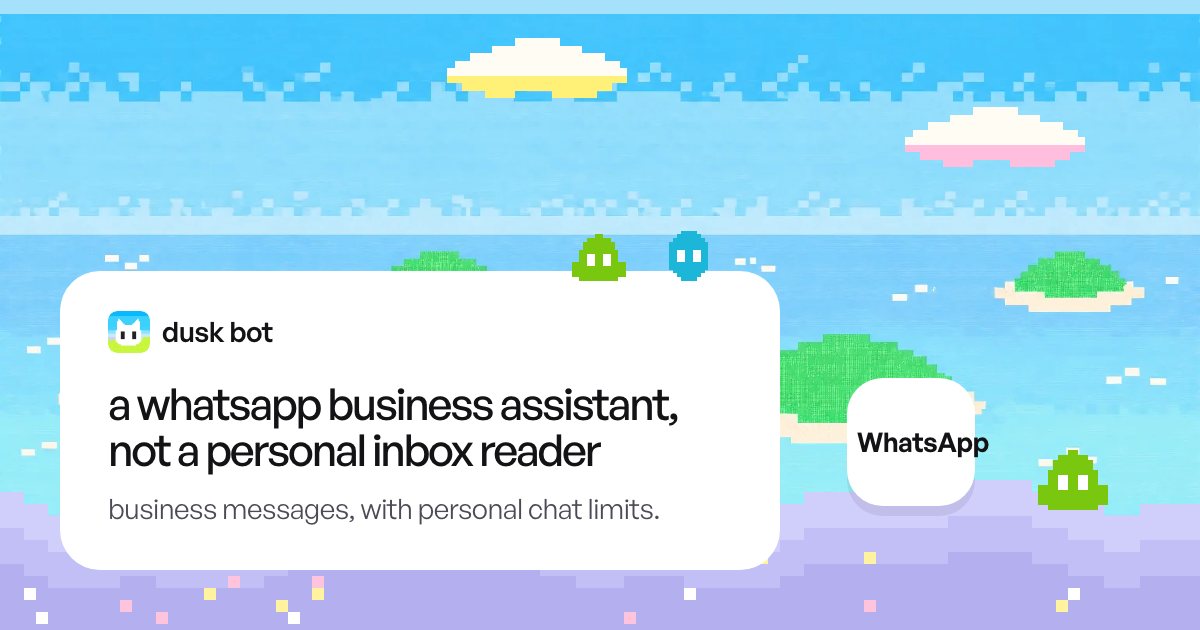 dusk bot
a whatsapp business assistant,
not a personal inbox reader
business messages, with personal chat limits.
WhatsApp